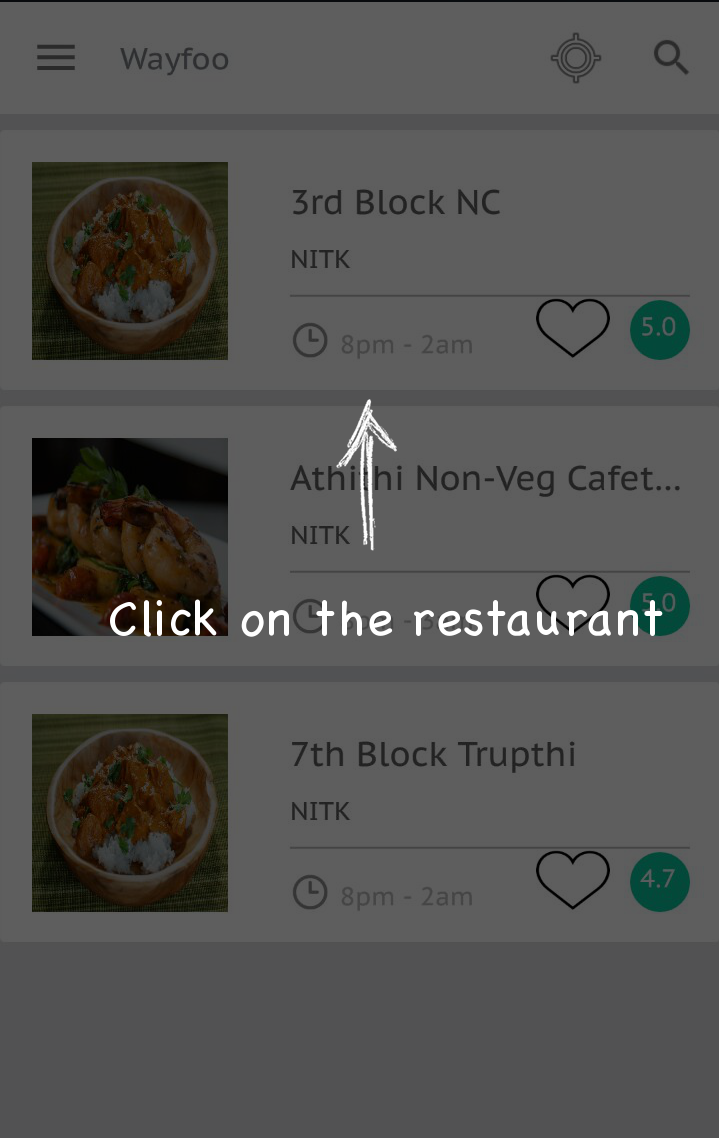 Wayfoo
3rd Block NC
NITK
8pm - 2am
5.0
Athithi Non-Veg Cafet...
NITK
5.0
Click on the restaurant
7th Block Trupthi
NITK
8pm - 2am
4.7